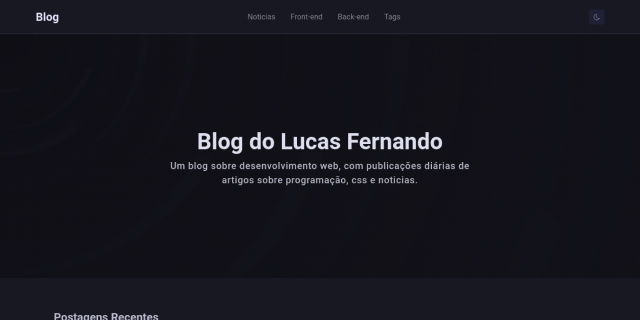 Blog
Noticias Front-end Back-end Tags
Blog do Lucas Fernando
Um blog sobre desenvolvimento web, com publicações diárias de
artigos sobre programação, css e noticias.
Postagens Recentes